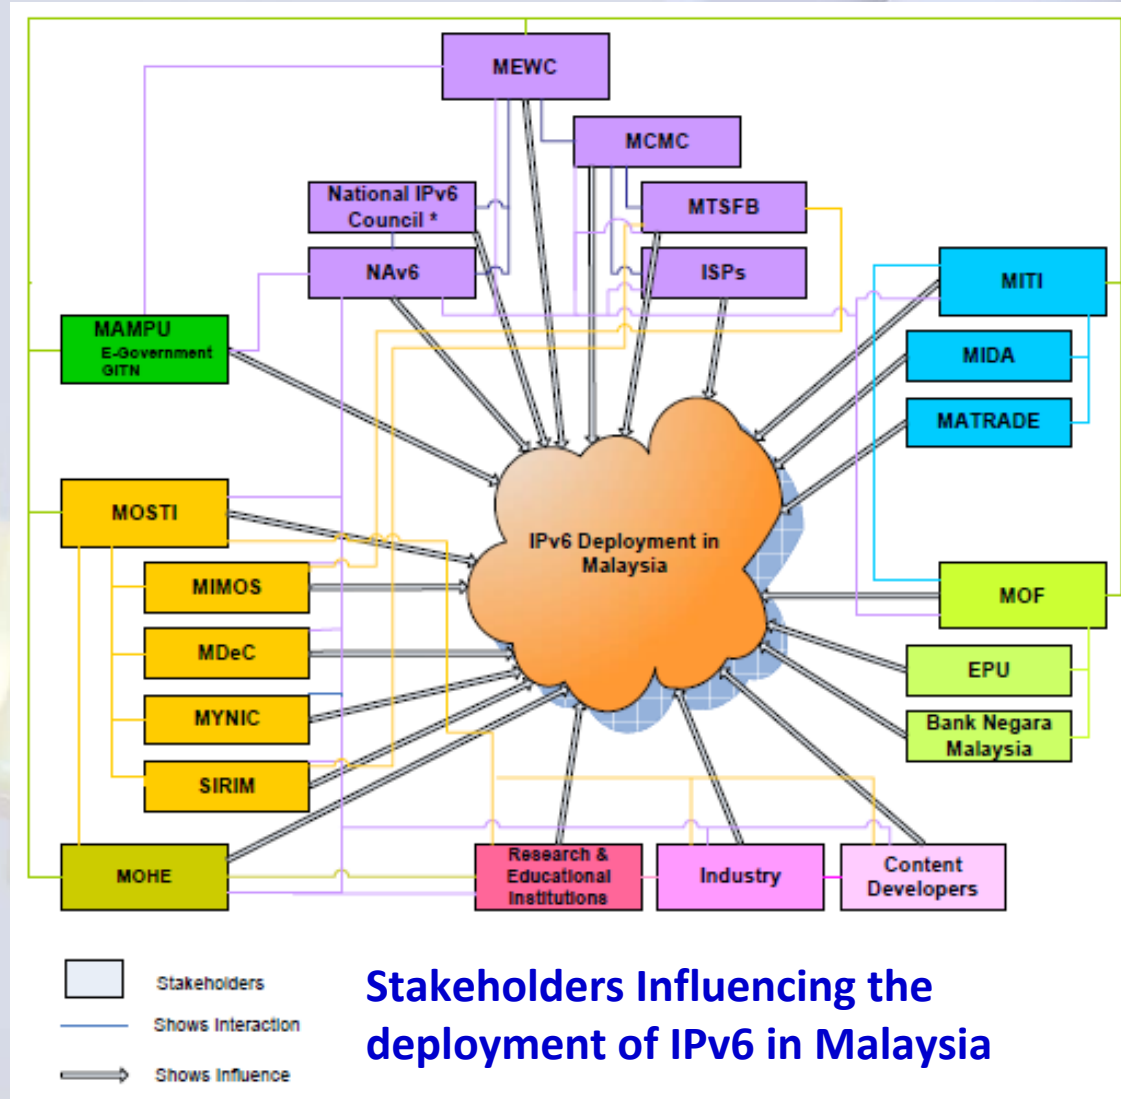 MEWC
MCMC
National IPv6
Council *
MTSFB
NAv6
ISPs
MITI
MAMPU
E-Government
GITN
MIDA
MATRADE
MOSTI
IPv6 Deployment in
Malaysia
MIMOS
MOF
MDeC
EPU
MYNIC
Bank Negara
Malaysia
SIRIM
MOHE
Research &
Educational
Institutions
Industry
Content
Developers
Stakeholders
Shows Interaction
Shows Influence
Stakeholders Influencing the
deployment of IPv6 in Malaysia